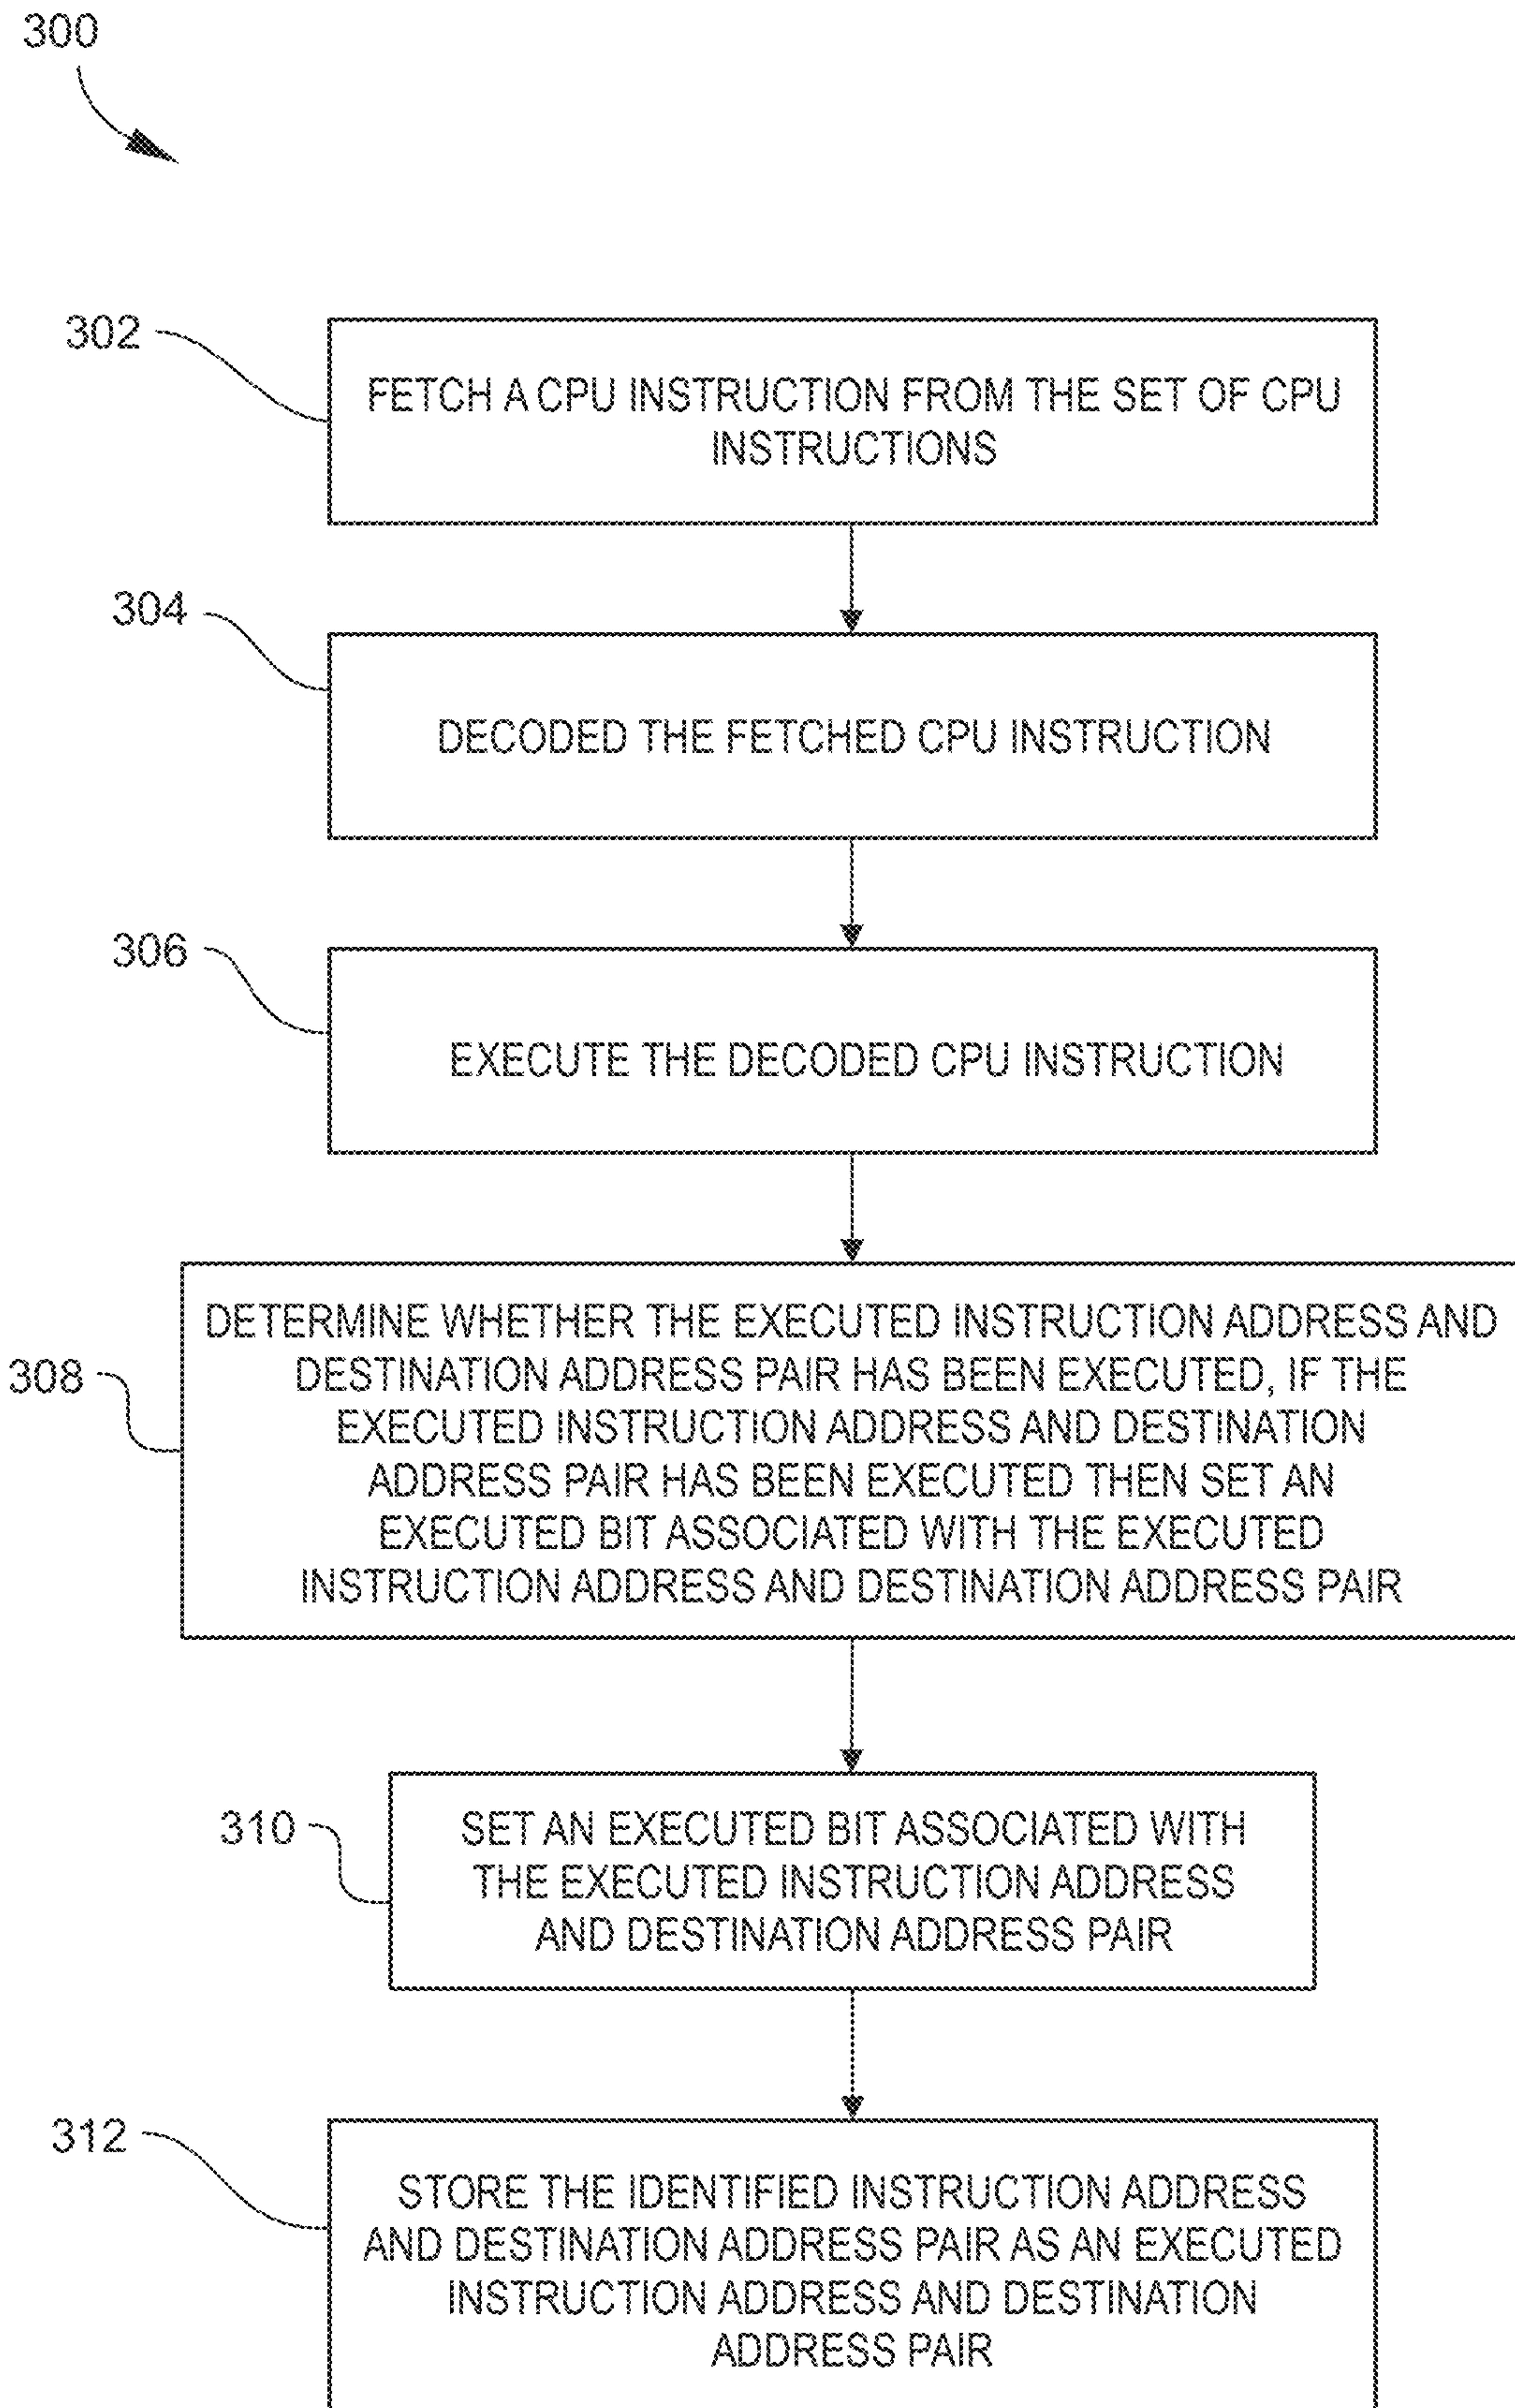 300
302
FETCH A CPU INSTRUCTION FROM THE SET OF CPU
INSTRUCTIONS
304
DECODED THE FETCHED CPU INSTRUCTION
306
EXECUTE THE DECODED CPU INSTRUCTION
308
DETERMINE WHETHER THE EXECUTED INSTRUCTION ADDRESS AND
DESTINATION ADDRESS PAIR HAS BEEN EXECUTED, IF THE
EXECUTED INSTRUCTION ADDRESS AND DESTINATION
ADDRESS PAIR HAS BEEN EXECUTED THEN SET AN
EXECUTED BIT ASSOCIATED WITH THE EXECUTED
INSTRUCTION ADDRESS AND DESTINATION ADDRESS PAIR
310
SET AN EXECUTED BIT ASSOCIATED WITH
THE EXECUTED INSTRUCTION ADDRESS
AND DESTINATION ADDRESS PAIR
312
STORE THE IDENTIFIED INSTRUCTION ADDRESS
AND DESTINATION ADDRESS PAIR AS AN EXECUTED
INSTRUCTION ADDRESS AND DESTINATION
ADDRESS PAIR